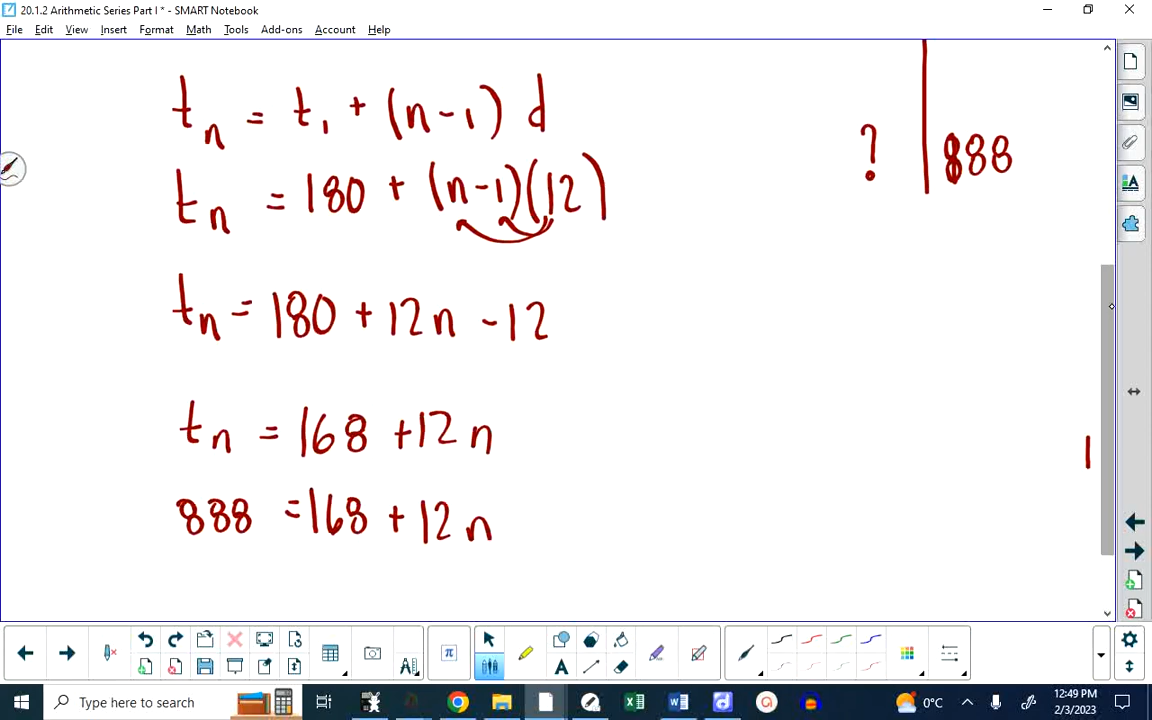 20.1.2 Arithmetic Series Part I * - SMART Notebook
File Edit View Insert Format Math Tools Add-ons Account Help
tₙ = t₁ + (n-1) d
? 888
tₙ = 180 + (n-1)(12)
tₙ = 180 + 12n -12
tₙ = 168 +12n
1
888 = 168 + 12n
π
A
Type here to search
0°C
12:49 PM
2/3/2023